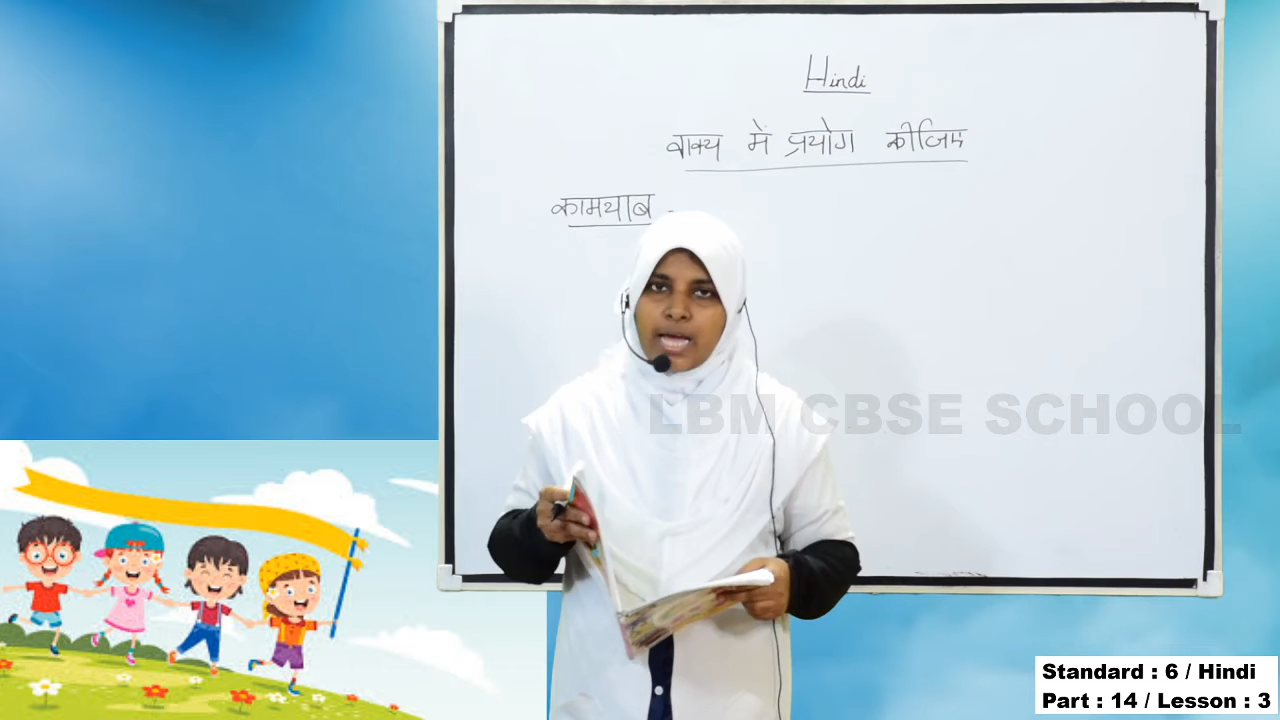 Hindi
वाक्य में प्रयोग कीजिए
कामयाब -
LBM CBSE SCHOOL
Standard : 6 / Hindi
Part : 14 / Lesson : 3